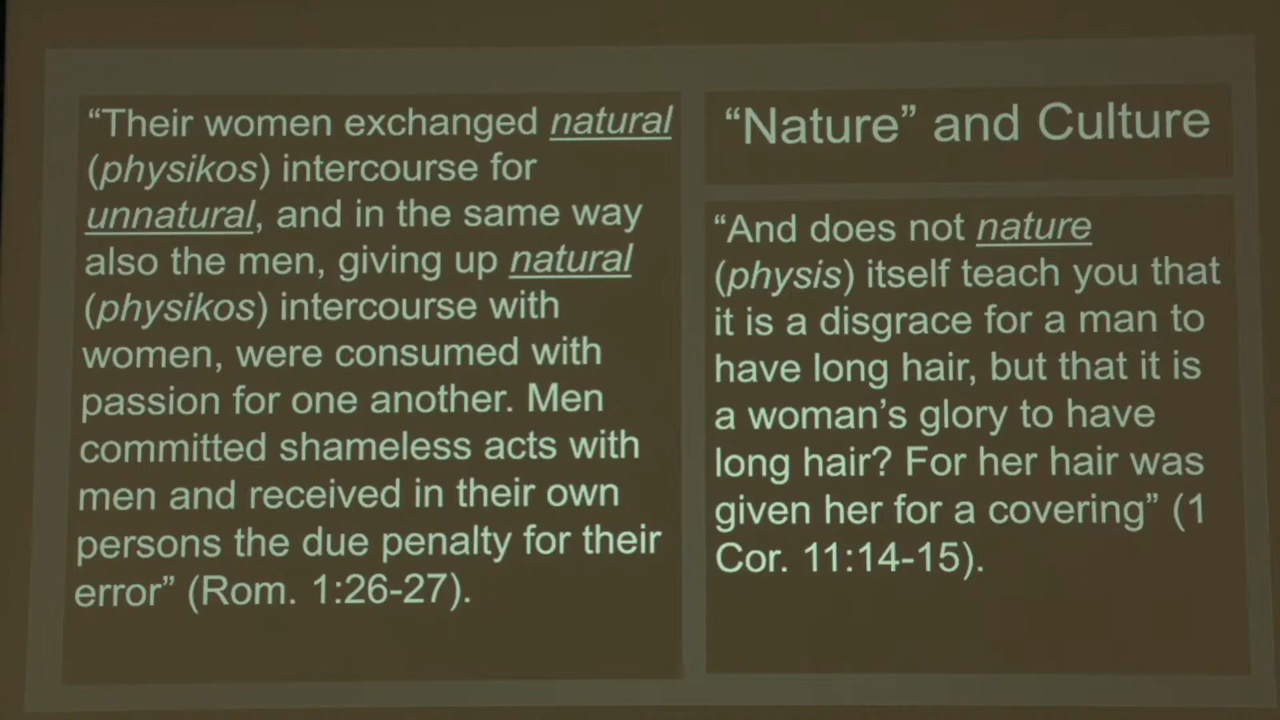 “Their women exchanged natural
(physikos) intercourse for
unnatural, and in the same way
also the men, giving up natural
(physikos) intercourse with
women, were consumed with
passion for one another. Men
committed shameless acts with
men and received in their own
persons the due penalty for their
error” (Rom. 1:26-27).
“Nature” and Culture
“And does not nature
(physis) itself teach you that
it is a disgrace for a man to
have long hair, but that it is
a woman’s glory to have
long hair? For her hair was
given her for a covering” (1
Cor. 11:14-15).